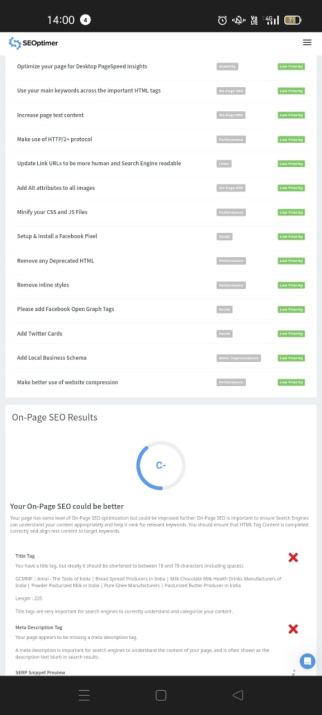 14:00 4
SEOptimer
Optimize your page for Desktop PageSpeed Insights Usability Low Priority
Use your main keywords across the important HTML tags On-Page SEO Low Priority
Increase page text content On-Page SEO Low Priority
Make use of HTTP/2+ protocol Performance Low Priority
Update Link URLs to be more human and Search Engine readable Links Low Priority
Add Alt attributes to all images On-Page SEO Low Priority
Minify your CSS and JS Files Performance Low Priority
Setup & Install a Facebook Pixel Social Low Priority
Remove any Deprecated HTML Performance Low Priority
Remove inline styles Performance Low Priority
Please add Facebook Open Graph Tags Social Low Priority
Add Twitter Cards Social Low Priority
Add Local Business Schema Low Priority
Make better use of website compression Performance Low Priority
On-Page SEO Results
C-
Your On-Page SEO could be better
Your page has some level of On-Page SEO optimisation but could be improved further. On-Page SEO is important to ensure Search Engines
can understand your content appropriately and help it rank for relevant keywords. You should ensure that HTML Tag Content is completed
correctly and align text content to target keywords.
Title Tag
You have a title tag, but ideally it should be shortened to between 10 and 70 characters (including spaces).
GCMMF : Amul - The Taste of India | Bread Spread Producers in India | Milk Chocolate Milk Health Drinks Manufacturers of
India | Powder Pasturized Milk in India | Pure Ghee Manufacturers | Pasturized Butter Producer in India
Length : 225
Title tags are very important for search engines to correctly understand and categorise your content.
Meta Description Tag
Your page appears to be missing a meta description tag.
A meta description is important for search engines to understand the content of your page, and is often shown as the
description text blurb in search results.
SERP Snippet Preview